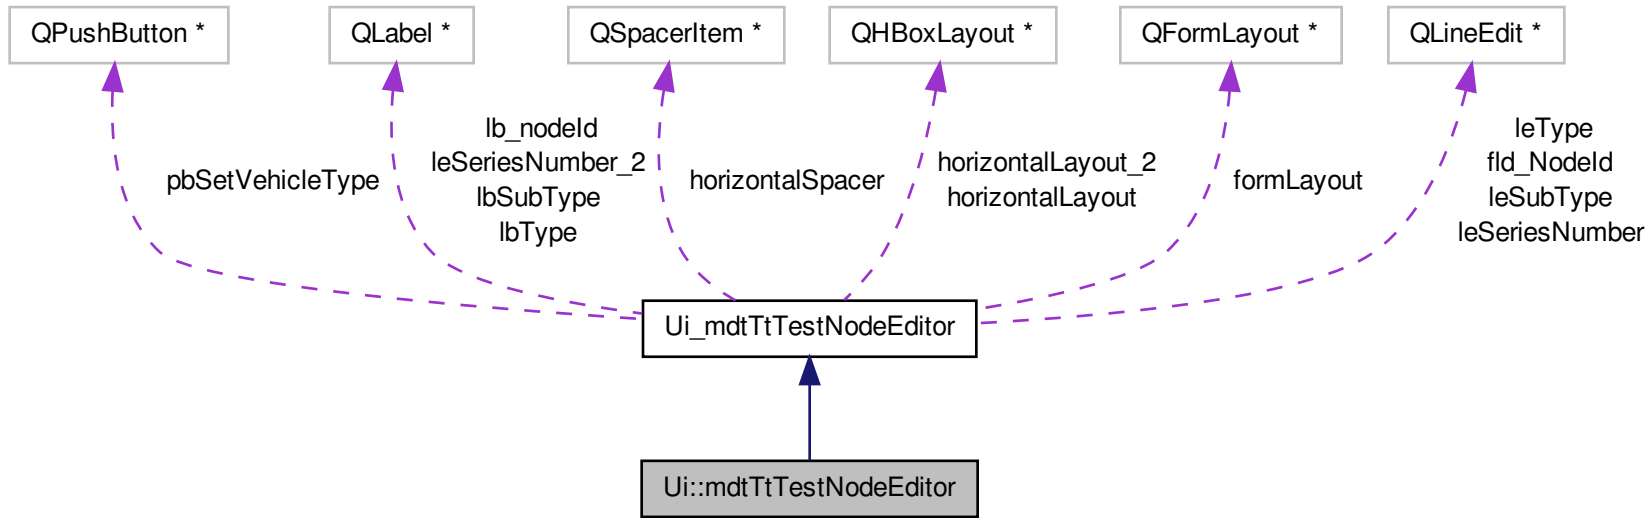 QPushButton *
QLabel *
QSpacerItem *
QHBoxLayout *
QFormLayout *
QLineEdit *
pbSetVehicleType
lb_nodeId
leSeriesNumber_2
lbSubType
lbType
horizontalSpacer
horizontalLayout_2
horizontalLayout
formLayout
leType
fld_NodeId
leSubType
leSeriesNumber
Ui_mdtTtTestNodeEditor
Ui::mdtTtTestNodeEditor